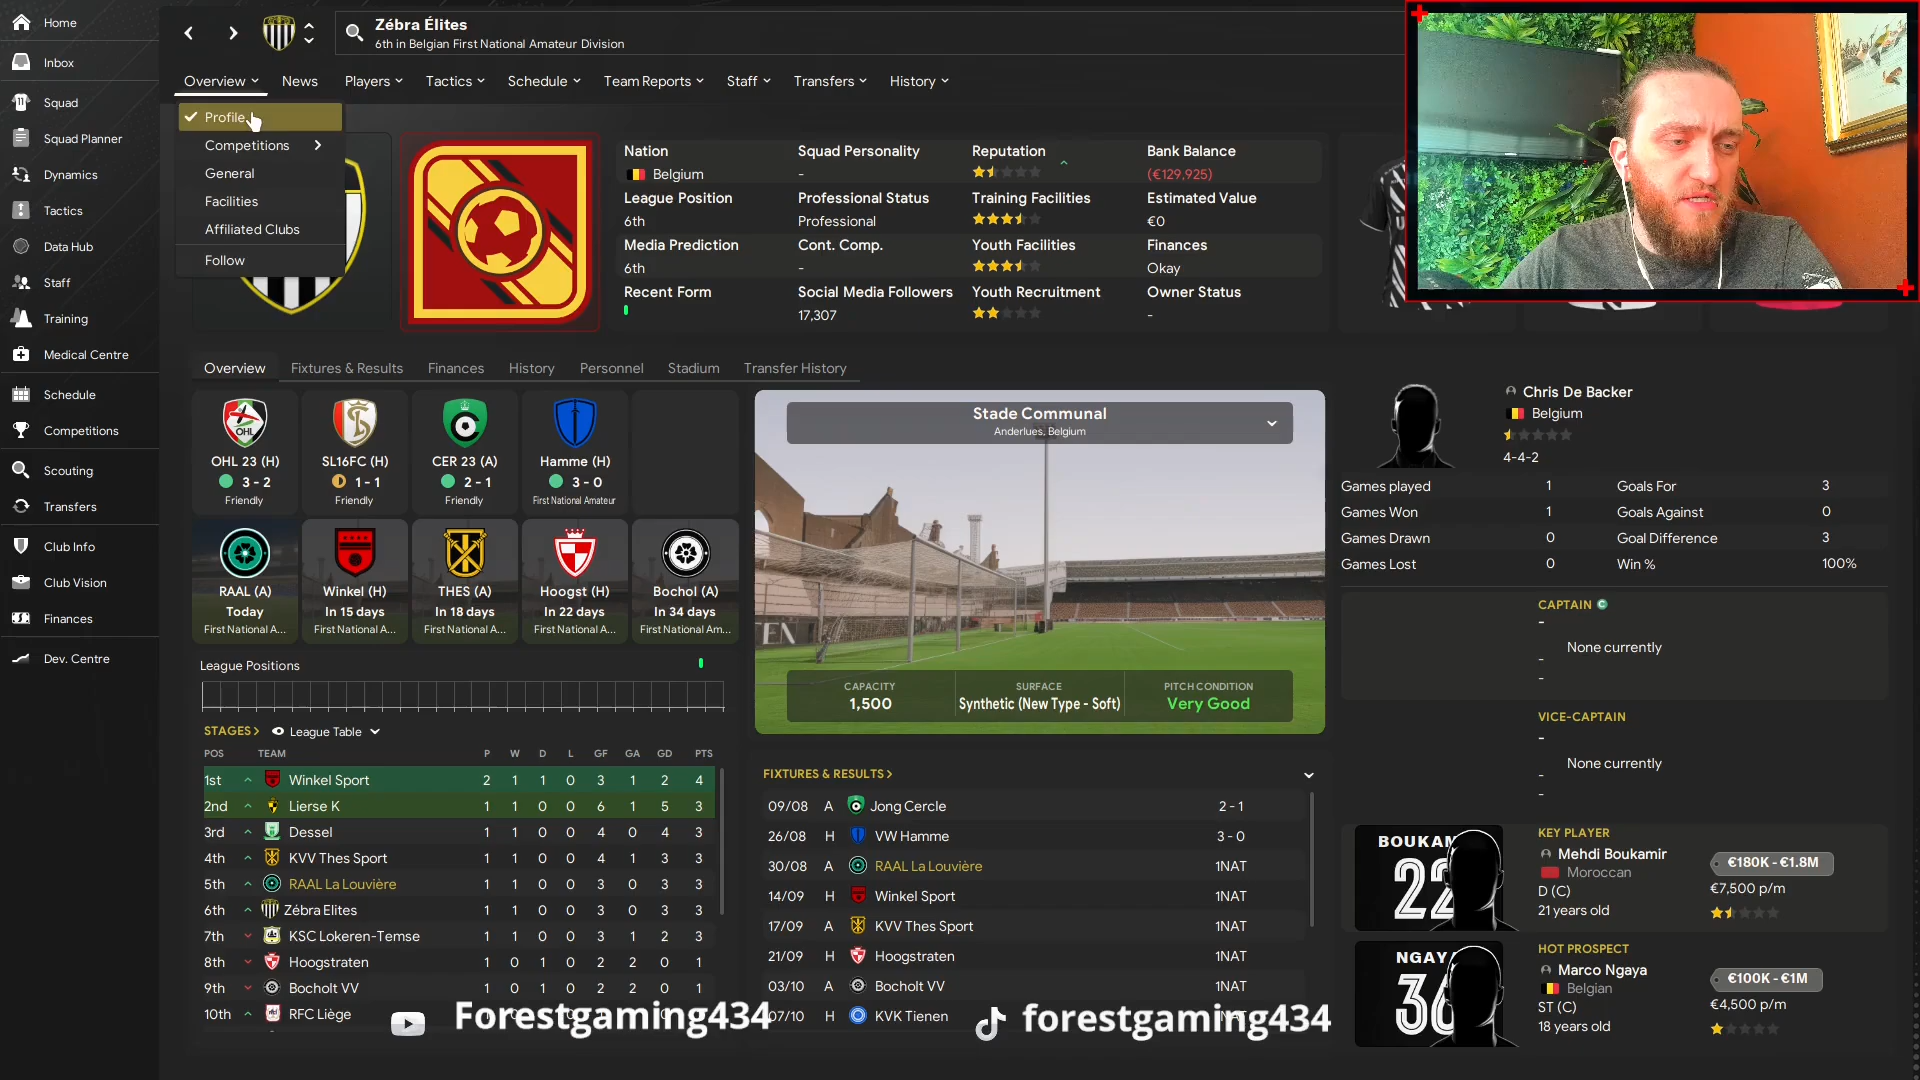 Home
Inbox
Squad
Squad Planner
Dynamics
Tactics
Data Hub
Staff
Training
Medical Centre
Schedule
Competitions
Scouting
Transfers
Club Info
Club Vision
Finances
Dev. Centre
Zébra Élites
6th in Belgian First National Amateur Division
Overview News Players Tactics Schedule Team Reports Staff Transfers History
Profile
Competitions
General
Facilities
Affiliated Clubs
Follow
Nation Squad Personality Reputation Bank Balance
Belgium - (€129,925)
League Position Professional Status Training Facilities Estimated Value
6th Professional €0
Media Prediction Cont. Comp. Youth Facilities Finances
6th - Okay
Recent Form Social Media Followers Youth Recruitment Owner Status
17,307 -
Overview Fixtures & Results Finances History Personnel Stadium Transfer History
OHL 23 (H) SL16FC (H) CER 23 (A) Hamme (H)
3 - 2 1 - 1 2 - 1 3 - 0
Friendly Friendly Friendly First National Amateur
RAAL (A) Winkel (H) THES (A) Hoogst (H) Bochol (A)
Today In 15 days In 18 days In 22 days In 34 days
First National A... First National A... First National A... First National A... First National Am...
League Positions
STAGES> League Table
POS TEAM P W D L GF GA GD PTS
1st Winkel Sport 2 1 1 0 3 1 2 4
2nd Lierse K 1 1 0 0 6 1 5 3
3rd Dessel 1 1 0 0 4 0 4 3
4th KVV Thes Sport 1 1 0 0 4 1 3 3
5th RAAL La Louvière 1 1 0 0 3 0 3 3
6th Zébra Elites 1 1 0 0 3 0 3 3
7th KSC Lokeren-Temse 1 1 0 0 3 1 2 3
8th Hoogstraten 1 0 1 0 2 2 0 1
9th Bocholt VV 1 0 1 0 2 2 0 1
10th RFC Liège 1 0 1 0 1 1 0 1
Stade Communal
Anderlues, Belgium
CAPACITY SURFACE PITCH CONDITION
1,500 Synthetic (New Type - Soft) Very Good
FIXTURES & RESULTS>
09/08 A Jong Cercle 2 - 1
26/08 H VW Hamme 3 - 0
30/08 A RAAL La Louvière 1NAT
14/09 H Winkel Sport 1NAT
17/09 A KVV Thes Sport 1NAT
21/09 H Hoogstraten 1NAT
03/10 A Bocholt VV 1NAT
07/10 H KVK Tienen 1NAT
Chris De Backer
Belgium
4-4-2
Games played 1 Goals For 3
Games Won 1 Goals Against 0
Games Drawn 0 Goal Difference 3
Games Lost 0 Win % 100%
CAPTAIN C
-
None currently
-
-
VICE-CAPTAIN
-
None currently
-
-
BOUKAM
22
KEY PLAYER
Mehdi Boukamir €180K - €1.8M
Moroccan €7,500 p/m
D (C)
21 years old
NGAY
36
HOT PROSPECT
Marco Ngaya €100K - €1M
Belgian €4,500 p/m
ST (C)
18 years old
Forestgaming434 forestgaming434